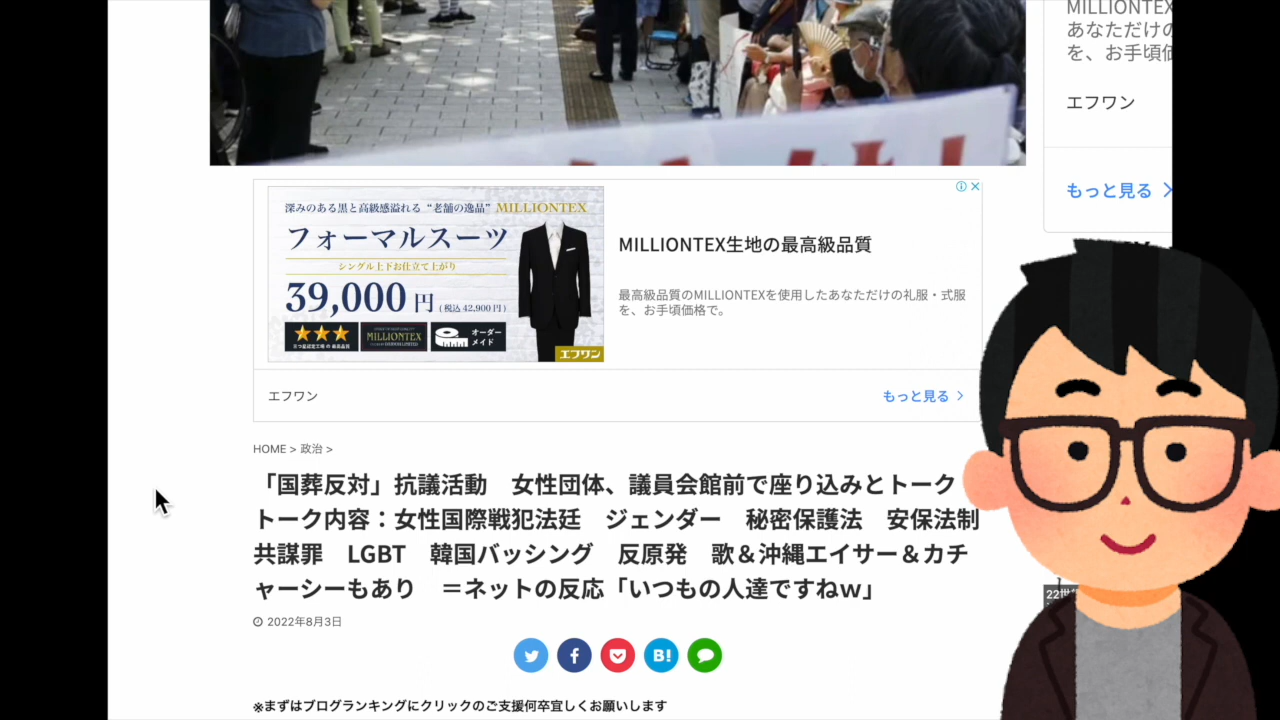 MILLIONTEX
あなただけの
を、お手頃価
エフワン
もっと見る
深みのある黒と高級感溢れる “老舗の逸品” MILLIONTEX
フォーマルスーツ
シングル上下お仕立て上がり
39,000円 (税込 42,900円)
MILLIONTEX
オーダー
メイド
エフワン
MILLIONTEX生地の最高級品質
最高級品質のMILLIONTEXを使用したあなただけの礼服・式服
を、お手頃価格で。
エフワン
もっと見る
HOME > 政治 >
「国葬反対」抗議活動　女性団体、議員会館前で座り込みとトーク
トーク内容：女性国際戦犯法廷　ジェンダー　秘密保護法　安保法制
共謀罪　LGBT　韓国バッシング　反原発　歌＆沖縄エイサー＆カチ
ャーシーもあり　＝ネットの反応「いつもの人達ですねｗ」
2022年8月3日
B!
22世
※まずはブログランキングにクリックのご支援何卒宜しくお願いします